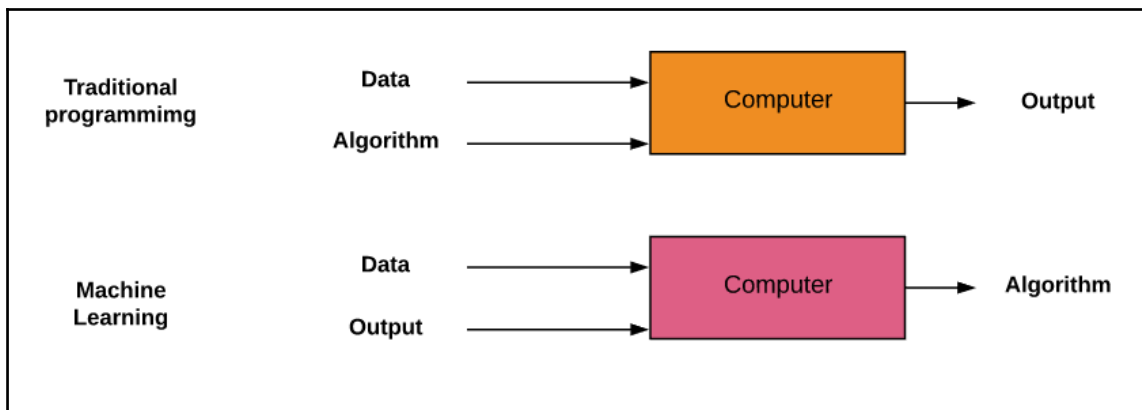 Traditional
programmimg
Data
Algorithm
Computer
Output
Machine
Learning
Data
Output
Computer
Algorithm